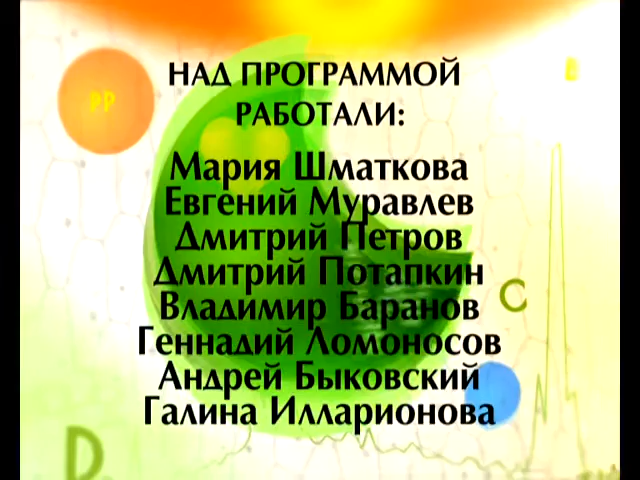 НАД ПРОГРАММОЙ
РАБОТАЛИ:
Мария Шматкова
Евгений Муравлев
Дмитрий Петров
Дмитрий Потапкин
Владимир Баранов
Геннадий Ломоносов
Андрей Быковский
Галина Илларионова
PP
C
D